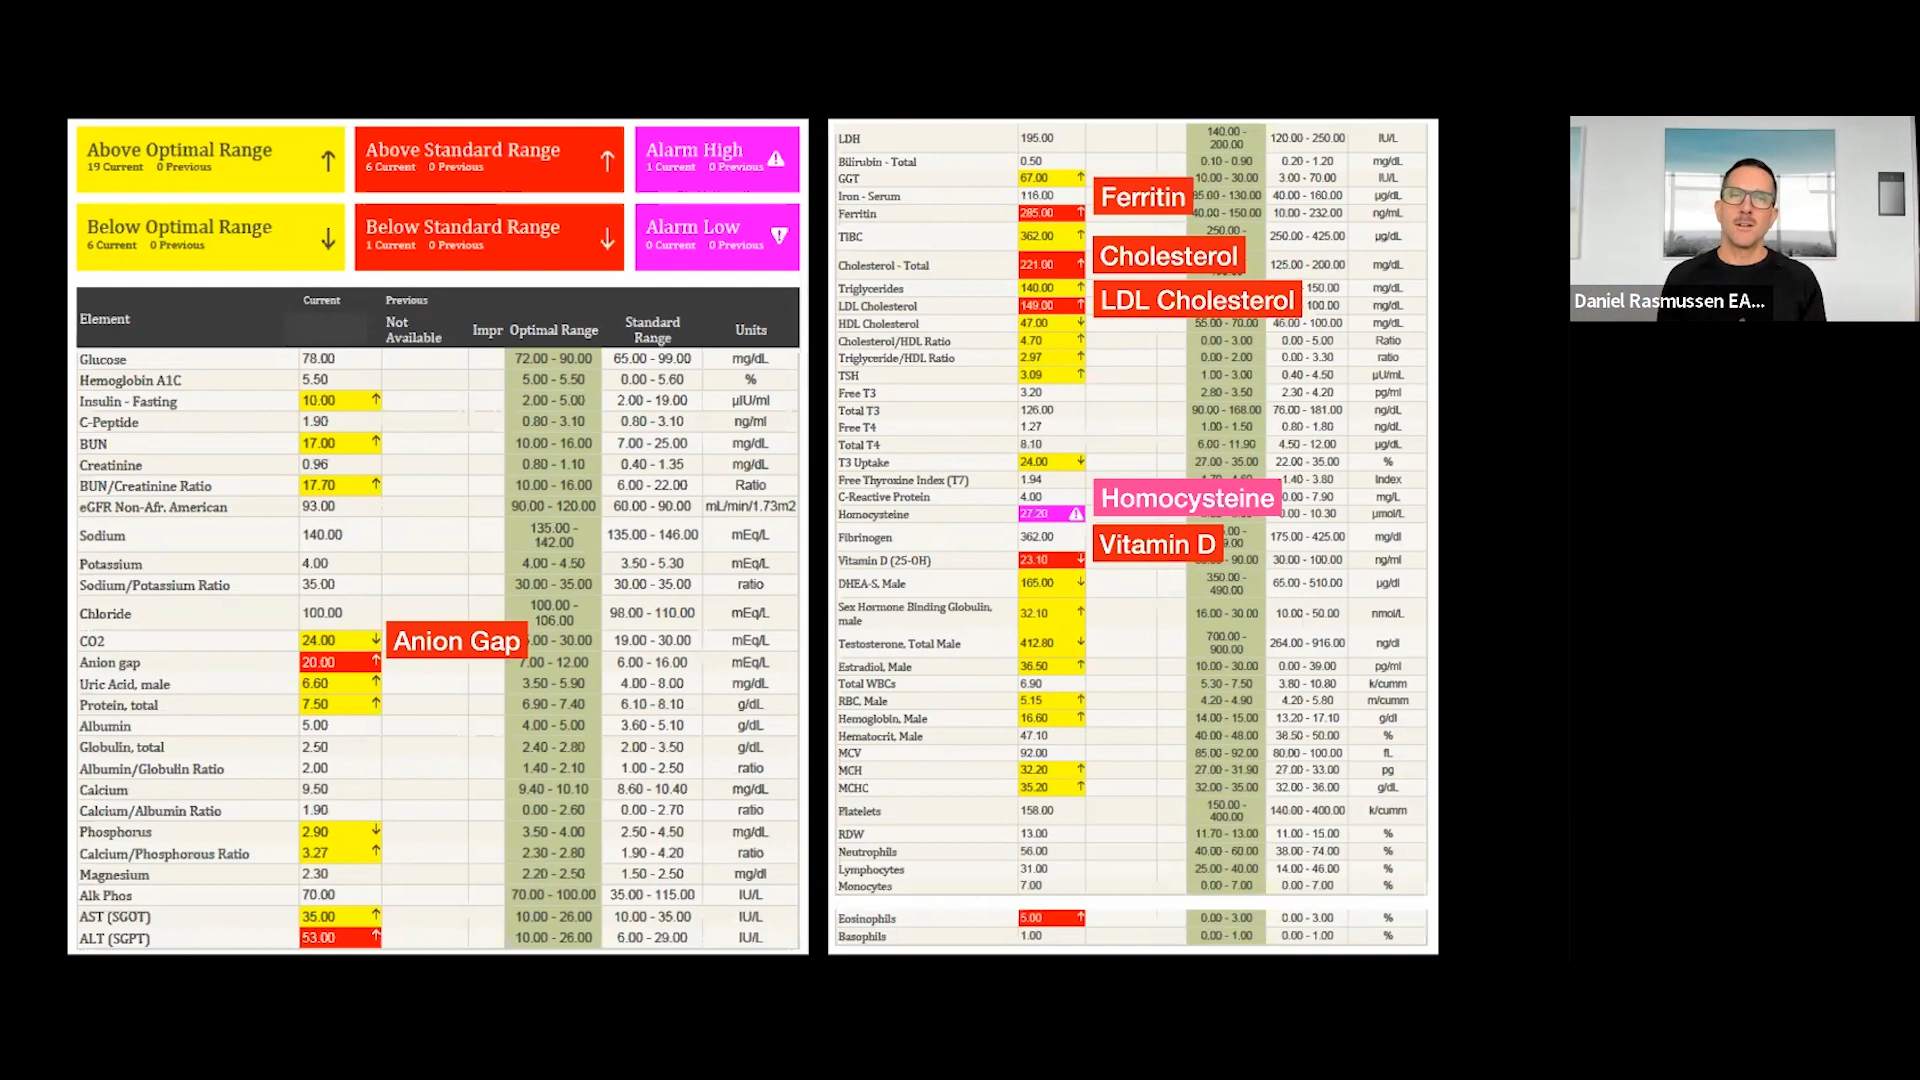 Above Optimal Range ↑
19 Current 0 Previous
Above Standard Range ↑
6 Current 0 Previous
Alarm High
1 Current 0 Previous
Below Optimal Range ↓
6 Current 0 Previous
Below Standard Range ↓
1 Current 0 Previous
Alarm Low
0 Current 0 Previous
Element Current Previous Not Available Impr Optimal Range Standard Range Units
Glucose 78.00 72.00 - 90.00 65.00 - 99.00 mg/dL
Hemoglobin A1C 5.50 5.00 - 5.50 0.00 - 5.60 %
Insulin - Fasting 10.00 ↑ 2.00 - 5.00 2.00 - 19.00 µIU/ml
C-Peptide 1.90 0.80 - 3.10 0.80 - 3.10 ng/ml
BUN 17.00 ↑ 10.00 - 16.00 7.00 - 25.00 mg/dL
Creatinine 0.96 0.80 - 1.10 0.40 - 1.35 mg/dL
BUN/Creatinine Ratio 17.70 ↑ 10.00 - 16.00 6.00 - 22.00 Ratio
eGFR Non-Afr. American 93.00 90.00 - 120.00 60.00 - 90.00 mL/min/1.73m2
Sodium 140.00 135.00 - 142.00 135.00 - 146.00 mEq/L
Potassium 4.00 4.00 - 4.50 3.50 - 5.30 mEq/L
Sodium/Potassium Ratio 35.00 30.00 - 35.00 30.00 - 35.00 ratio
Chloride 100.00 100.00 - 106.00 98.00 - 110.00 mEq/L
CO2 24.00 ↓ .00 - 30.00 19.00 - 30.00 mEq/L
Anion Gap
Anion gap 20.00 ↑ 7.00 - 12.00 6.00 - 16.00 mEq/L
Uric Acid, male 6.60 ↑ 3.50 - 5.90 4.00 - 8.00 mg/dL
Protein, total 7.50 ↑ 6.90 - 7.40 6.10 - 8.10 g/dL
Albumin 5.00 4.00 - 5.00 3.60 - 5.10 g/dL
Globulin, total 2.50 2.40 - 2.80 2.00 - 3.50 g/dL
Albumin/Globulin Ratio 2.00 1.40 - 2.10 1.00 - 2.50 ratio
Calcium 9.50 9.40 - 10.10 8.60 - 10.40 mg/dL
Calcium/Albumin Ratio 1.90 0.00 - 2.60 0.00 - 2.70 ratio
Phosphorus 2.90 ↓ 3.50 - 4.00 2.50 - 4.50 mg/dL
Calcium/Phosphorous Ratio 3.27 ↑ 2.30 - 2.80 1.90 - 4.20 ratio
Magnesium 2.30 2.20 - 2.50 1.50 - 2.50 mg/dl
Alk Phos 70.00 70.00 - 100.00 35.00 - 115.00 IU/L
AST (SGOT) 35.00 ↑ 10.00 - 26.00 10.00 - 35.00 IU/L
ALT (SGPT) 53.00 ↑ 10.00 - 26.00 6.00 - 29.00 IU/L
LDH 195.00 140.00 - 200.00 120.00 - 250.00 IU/L
Bilirubin - Total 0.50 0.10 - 0.90 0.20 - 1.20 mg/dL
GGT 67.00 ↑ 10.00 - 30.00 3.00 - 70.00 IU/L
Iron - Serum 116.00 85.00 - 130.00 40.00 - 160.00 µg/dL
Ferritin
Ferritin 285.00 ↑ 40.00 - 150.00 10.00 - 232.00 ng/mL
TIBC 362.00 ↑ 250.00 - 250.00 - 425.00 µg/dL
Cholesterol
Cholesterol - Total 221.00 ↑ 125.00 - 200.00 mg/dL
Triglycerides 140.00 ↑ 150.00 mg/dL
LDL Cholesterol
LDL Cholesterol 149.00 ↑ 100.00 mg/dL
HDL Cholesterol 47.00 ↓ 55.00 - 70.00 46.00 - 100.00 mg/dL
Cholesterol/HDL Ratio 4.70 ↑ 0.00 - 3.00 0.00 - 5.00 Ratio
Triglyceride/HDL Ratio 2.97 ↑ 0.00 - 2.00 0.00 - 3.30 ratio
TSH 3.09 ↑ 1.00 - 3.00 0.40 - 4.50 µU/mL
Free T3 3.20 2.80 - 3.50 2.30 - 4.20 pg/ml
Total T3 126.00 90.00 - 168.00 76.00 - 181.00 ng/dL
Free T4 1.27 1.00 - 1.50 0.80 - 1.80 ng/dL
Total T4 8.10 6.00 - 11.90 4.50 - 12.00 µg/dL
T3 Uptake 24.00 ↓ 27.00 - 35.00 22.00 - 35.00 %
Free Thyroxine Index (T7) 1.94 1.40 - 3.80 Index
C-Reactive Protein 4.00 0.00 - 7.90 mg/L
Homocysteine
Homocysteine 27.20 0.00 - 10.30 µmol/L
Fibrinogen 362.00 175.00 - 425.00 mg/dl
Vitamin D
Vitamin D (25-OH) 23.10 ↓ - 90.00 30.00 - 100.00 ng/ml
DHEA-S, Male 165.00 ↓ 350.00 - 490.00 65.00 - 510.00 µg/dl
Sex Hormone Binding Globulin, male 32.10 ↑ 16.00 - 30.00 10.00 - 50.00 nmol/L
Testosterone, Total Male 412.80 ↓ 700.00 - 900.00 264.00 - 916.00 ng/dl
Estradiol, Male 36.50 ↑ 10.00 - 30.00 0.00 - 39.00 pg/ml
Total WBCs 6.90 5.30 - 7.50 3.80 - 10.80 k/cumm
RBC, Male 5.15 ↑ 4.20 - 4.90 4.20 - 5.80 m/cumm
Hemoglobin, Male 16.60 ↑ 14.00 - 15.00 13.20 - 17.10 g/dl
Hematocrit, Male 47.10 40.00 - 48.00 38.50 - 50.00 %
MCV 92.00 85.00 - 92.00 80.00 - 100.00 fL
MCH 32.20 ↑ 27.00 - 31.90 27.00 - 33.00 pg
MCHC 35.20 ↑ 32.00 - 35.00 32.00 - 36.00 g/dL
Platelets 158.00 150.00 - 400.00 140.00 - 400.00 k/cumm
RDW 13.00 11.70 - 13.00 11.00 - 15.00 %
Neutrophils 56.00 40.00 - 60.00 38.00 - 74.00 %
Lymphocytes 31.00 25.00 - 40.00 14.00 - 46.00 %
Monocytes 7.00 0.00 - 7.00 0.00 - 7.00 %
Eosinophils 5.00 ↑ 0.00 - 3.00 0.00 - 3.00 %
Basophils 1.00 0.00 - 1.00 0.00 - 1.00 %
Daniel Rasmussen EA...